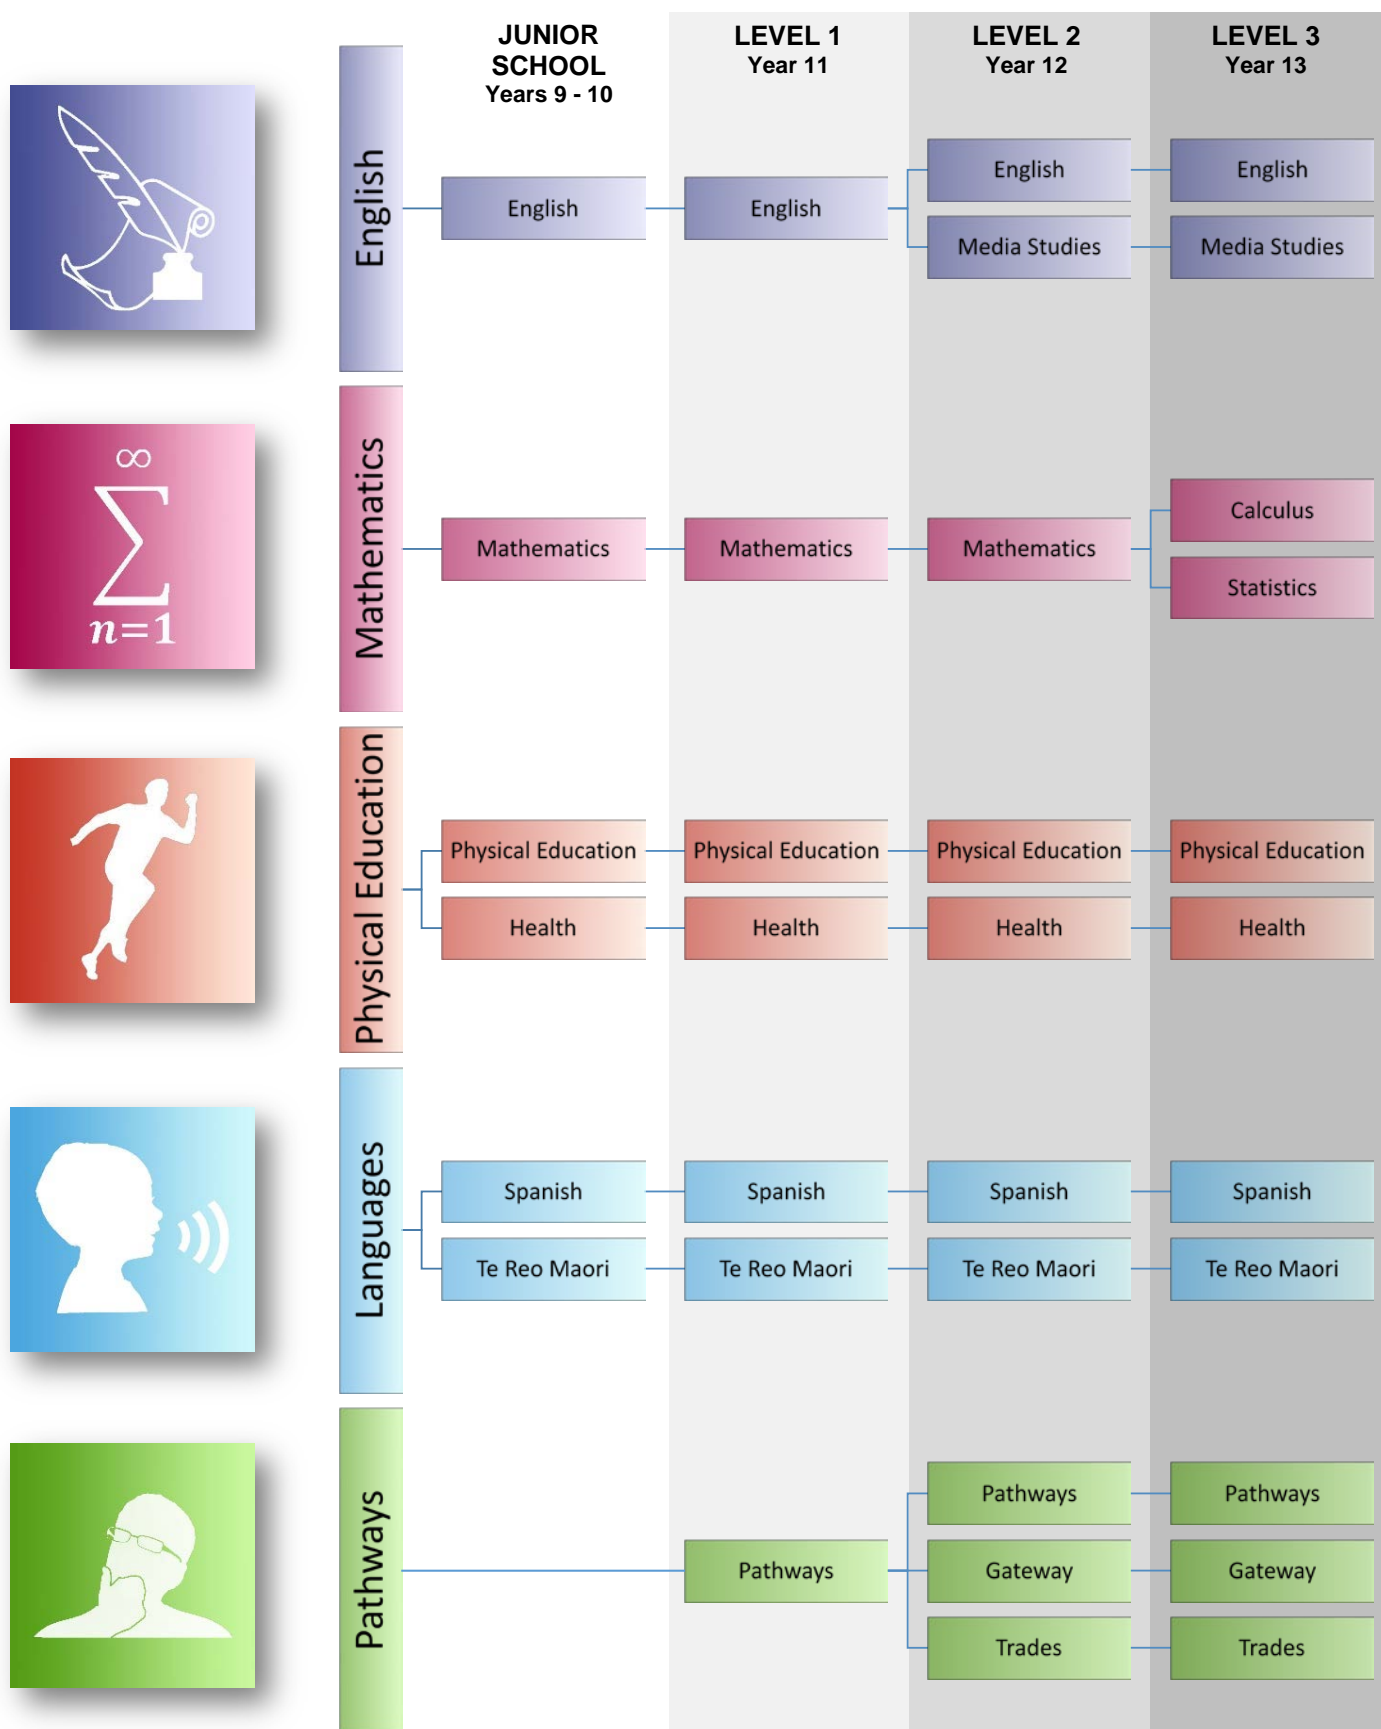 JUNIOR
SCHOOL
Years 9 - 10
LEVEL 1
Year 11
LEVEL 2
Year 12
LEVEL 3
Year 13
English
English
English
English
English
Media Studies
Media Studies
∞
∑
n=1
Mathematics
Mathematics
Mathematics
Mathematics
Calculus
Statistics
Physical Education
Physical Education
Physical Education
Physical Education
Physical Education
Health
Health
Health
Health
Languages
Spanish
Spanish
Spanish
Spanish
Te Reo Maori
Te Reo Maori
Te Reo Maori
Te Reo Maori
Pathways
Pathways
Pathways
Pathways
Gateway
Gateway
Trades
Trades